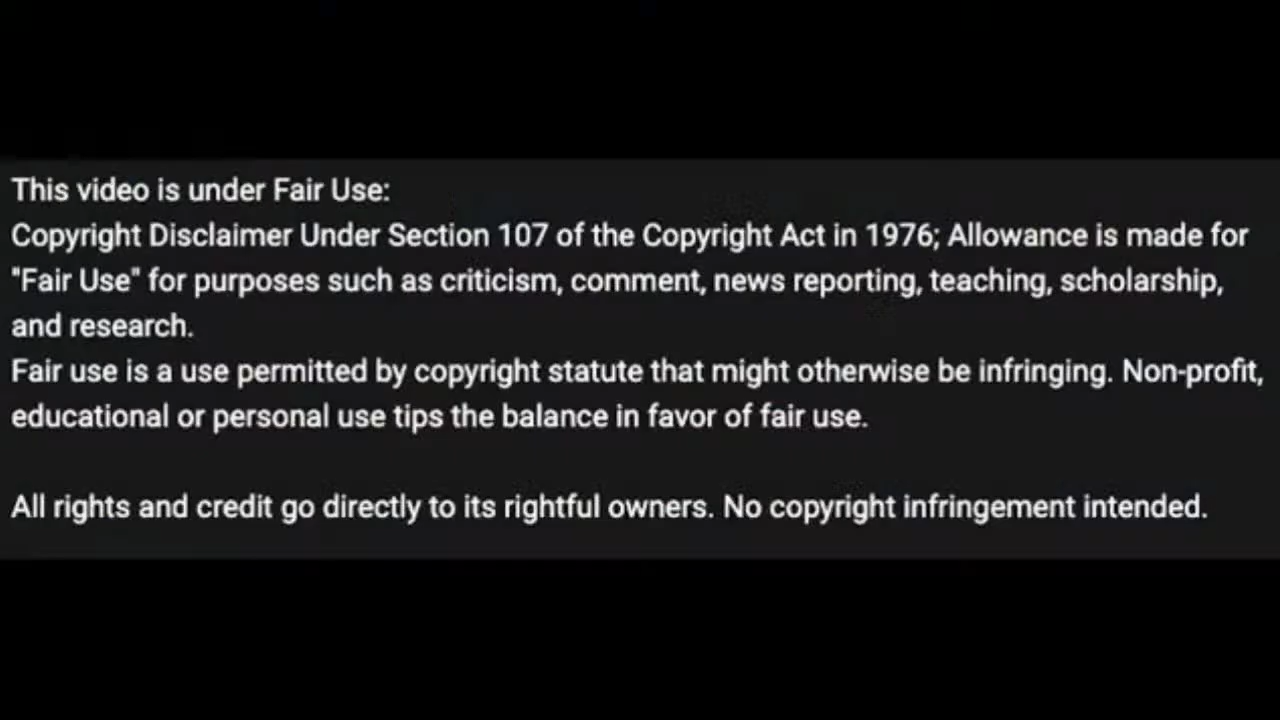 This video is under Fair Use:
Copyright Disclaimer Under Section 107 of the Copyright Act in 1976; Allowance is made for
"Fair Use" for purposes such as criticism, comment, news reporting, teaching, scholarship,
and research.
Fair use is a use permitted by copyright statute that might otherwise be infringing. Non-profit,
educational or personal use tips the balance in favor of fair use.
All rights and credit go directly to its rightful owners. No copyright infringement intended.